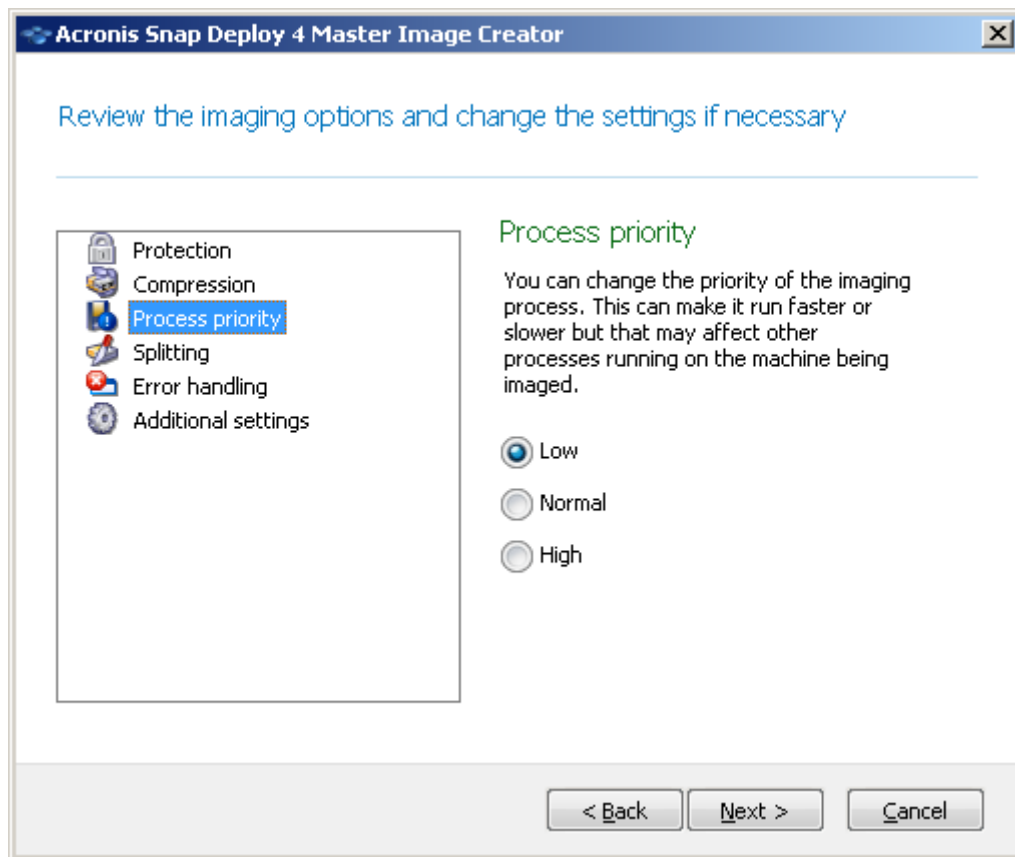 Acronis Snap Deploy 4 Master Image Creator
Review the imaging options and change the settings if necessary
Protection
Compression
Process priority
Splitting
Error handling
Additional settings
Process priority
You can change the priority of the imaging
process. This can make it run faster or
slower but that may affect other
processes running on the machine being
imaged.
Low
Normal
High
< Back
Next >
Cancel